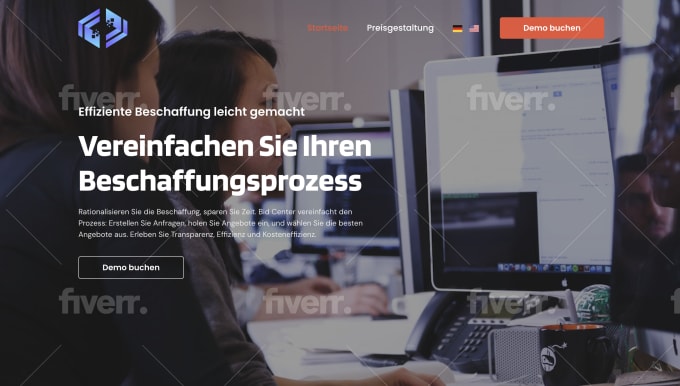 Startseite
Preisgestaltung
Demo buchen
fiverr. fiverr.
Effiziente Beschaffung leicht gemacht
Vereinfachen Sie Ihren
Beschaffungsprozess
Rationalisieren Sie die Beschaffung, sparen Sie Zeit. Bid Center vereinfacht den
Prozess: Erstellen Sie Anfragen, holen Sie Angebote ein, und wählen Sie die besten
Angebote aus. Erleben Sie Transparenz, Effizienz und Kosteneffizienz.
Demo buchen
fiverr. fiverr. fiverr.